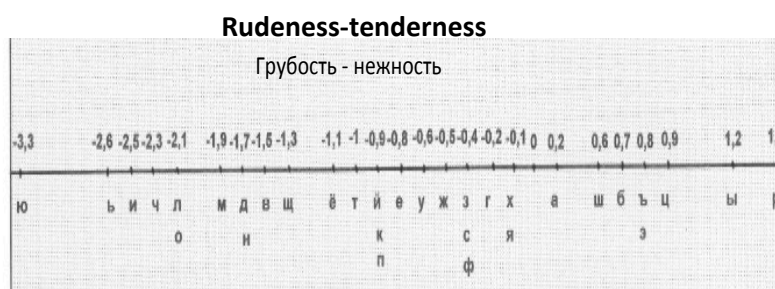 Rudeness-tenderness
Грубость - нежность
-3,3 -2,6 -2,5 -2,3 -2,1 -1,9 -1,7 -1,5 -1,3 -1,1 -1 -0,9 -0,8 -0,6 -0,5 -0,4 -0,2 -0,1 0 0,2 0,6 0,7 0,8 0,9 1,2
ю ь и ч л м д в щ ё т й е у ж з г х а ш б ъ ц ы
о н к с я э
п ф